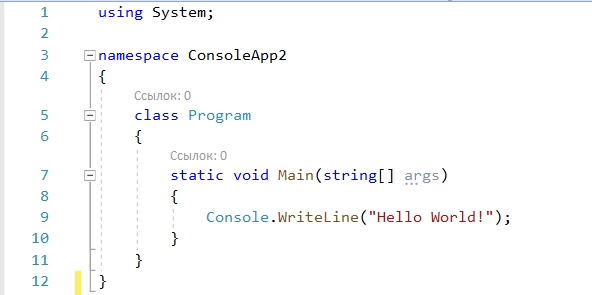 1 using System;
2
3 namespace ConsoleApp2
4 {
Ссылок: 0
5 class Program
6 {
Ссылок: 0
7 static void Main(string[] args)
8 {
9 Console.WriteLine("Hello World!");
10 }
11 }
12 }